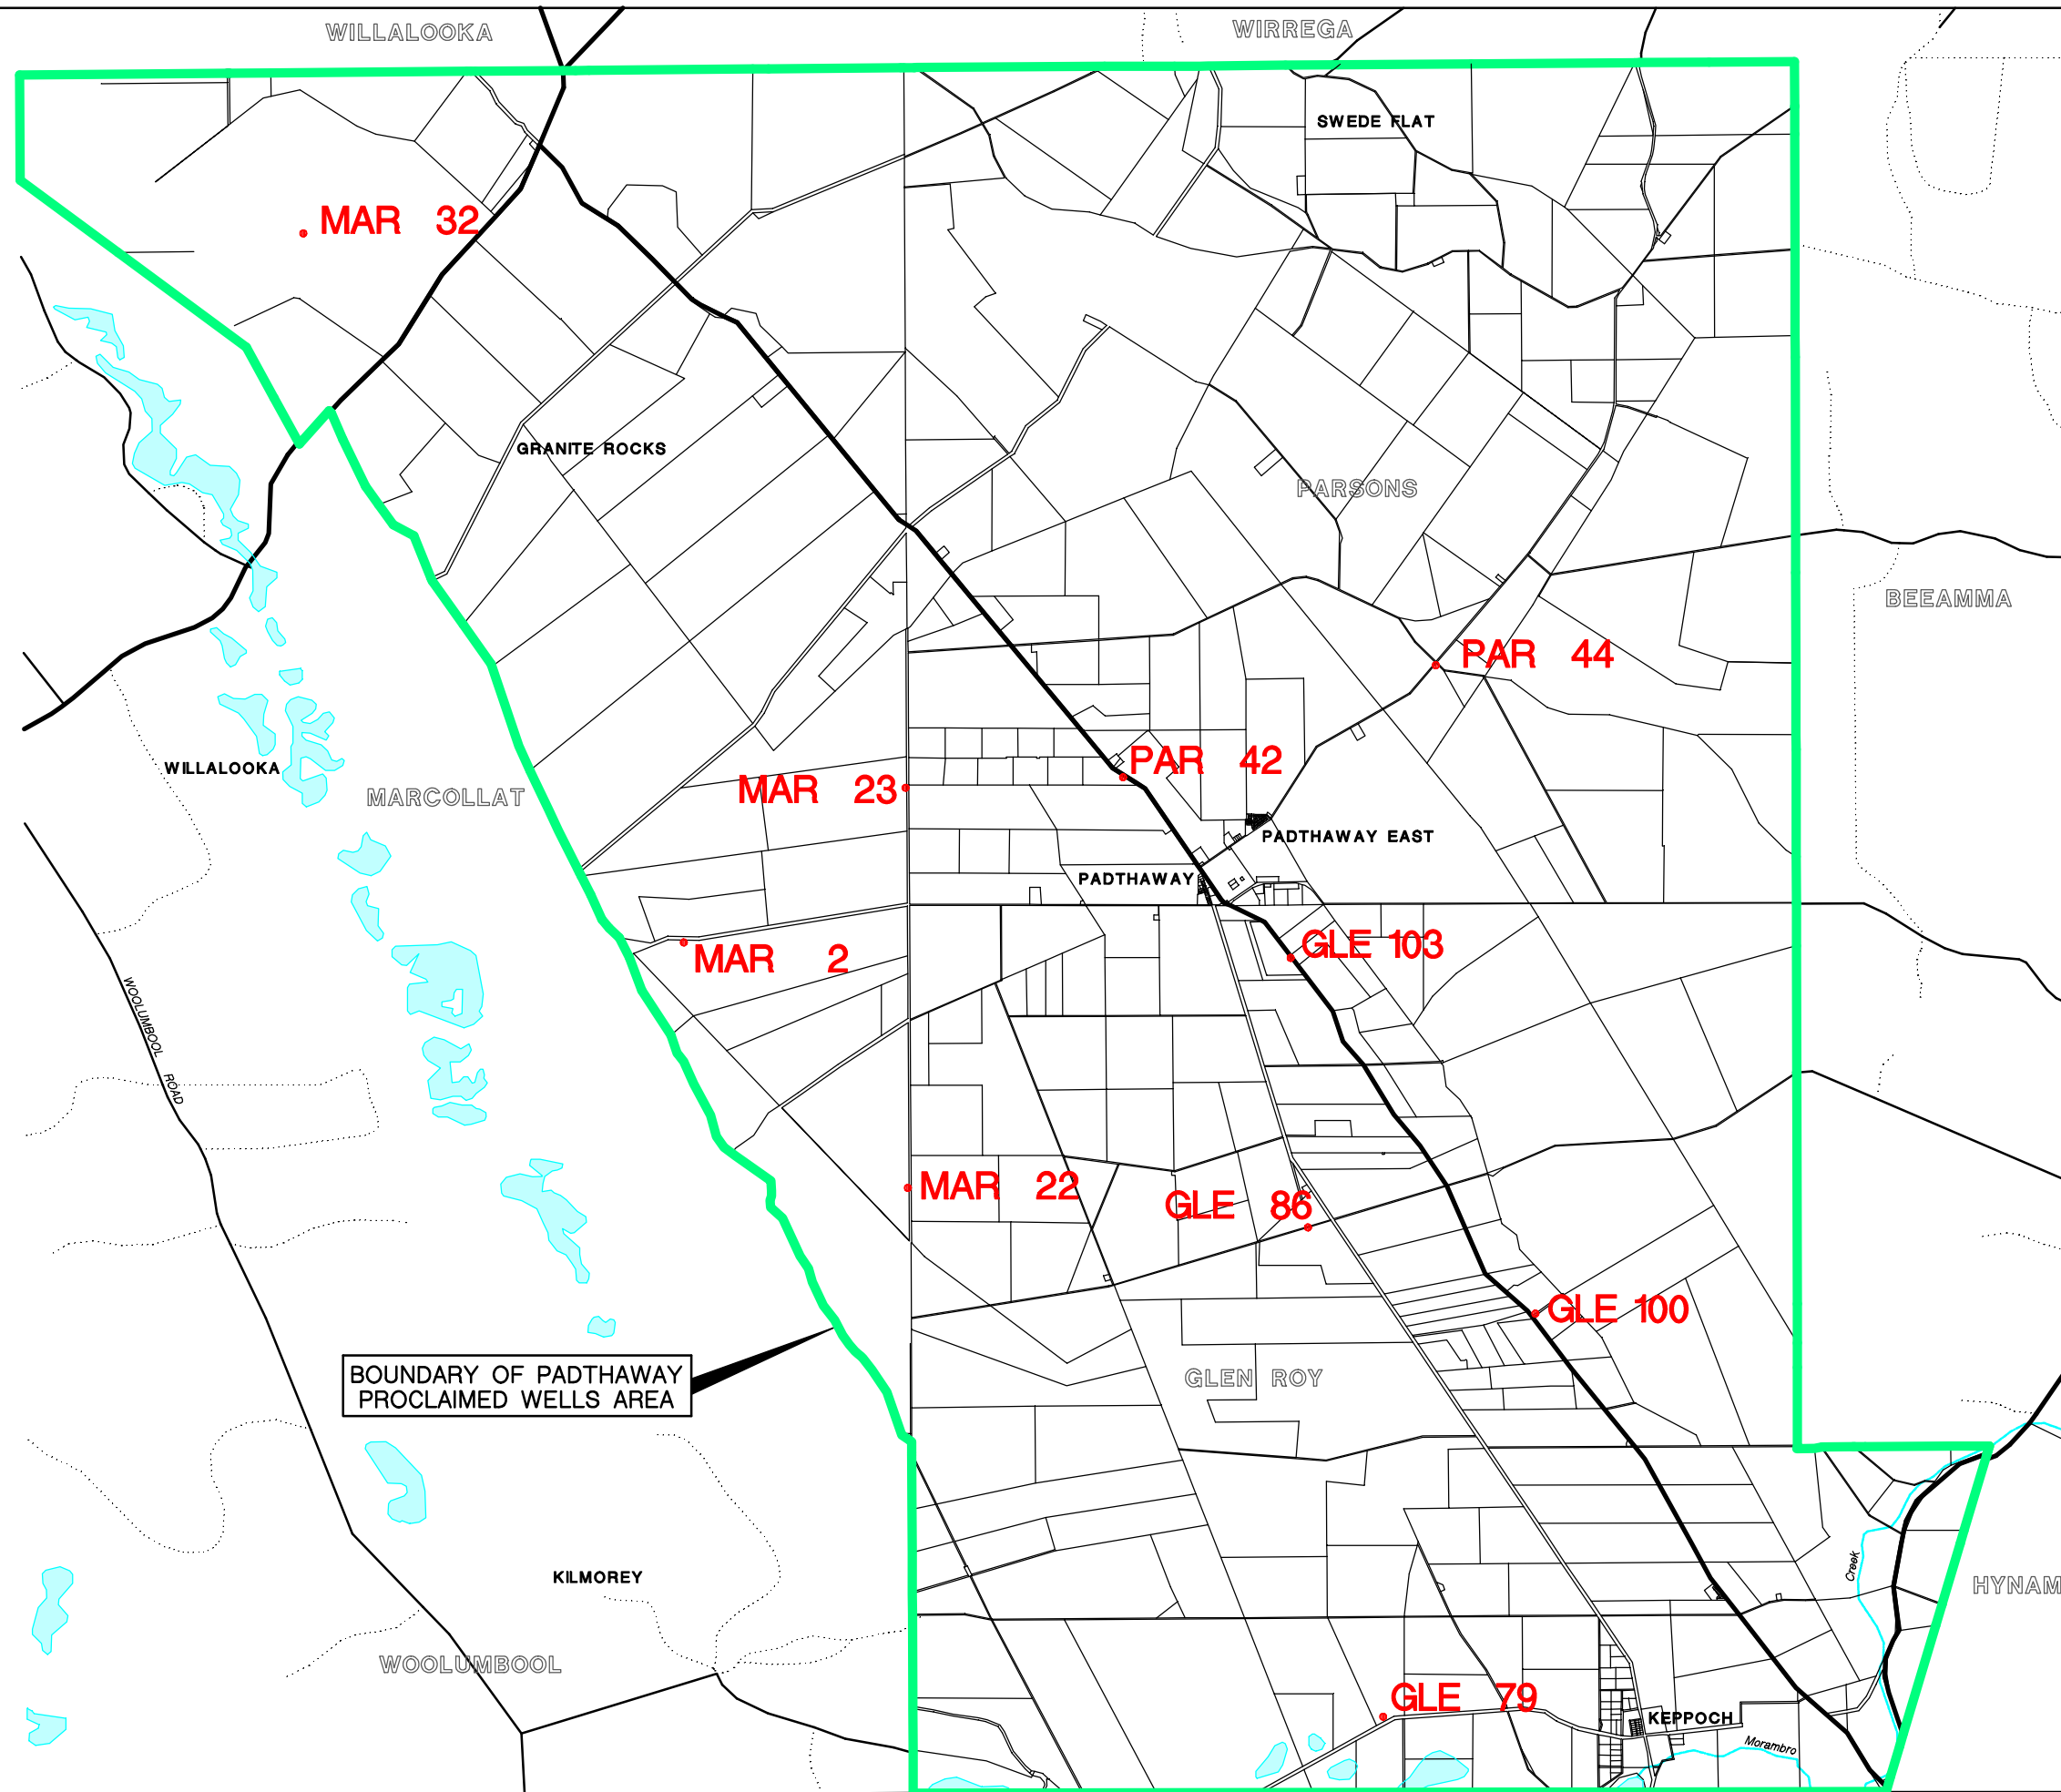 WILLALOOKA
WIRREGA
SWEDE FLAT
MAR 32
GRANITE ROCKS
PARSONS
BEEAMMA
PAR 44
PAR 42
WILLALOOKA
MARCOLLAT
MAR 23
PADTHAWAY EAST
PADTHAWAY
GLE 103
MAR 2
WOOLUMBOOL ROAD
MAR 22
GLE 86
GLE 100
BOUNDARY OF PADTHAWAY
PROCLAIMED WELLS AREA
GLEN ROY
KILMOREY
Creek
HYNAM
WOOLUMBOOL
GLE 79
KEPPOCH
Morambro